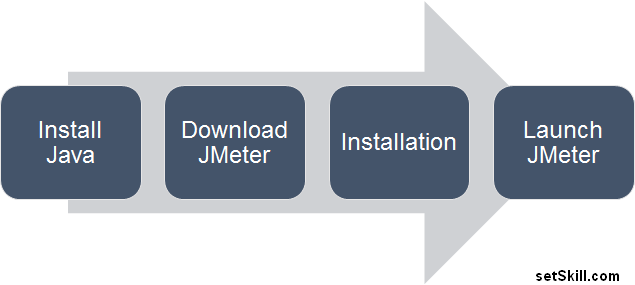 Install
Java
Download
JMeter
Installation
Launch
JMeter
setSkill.com